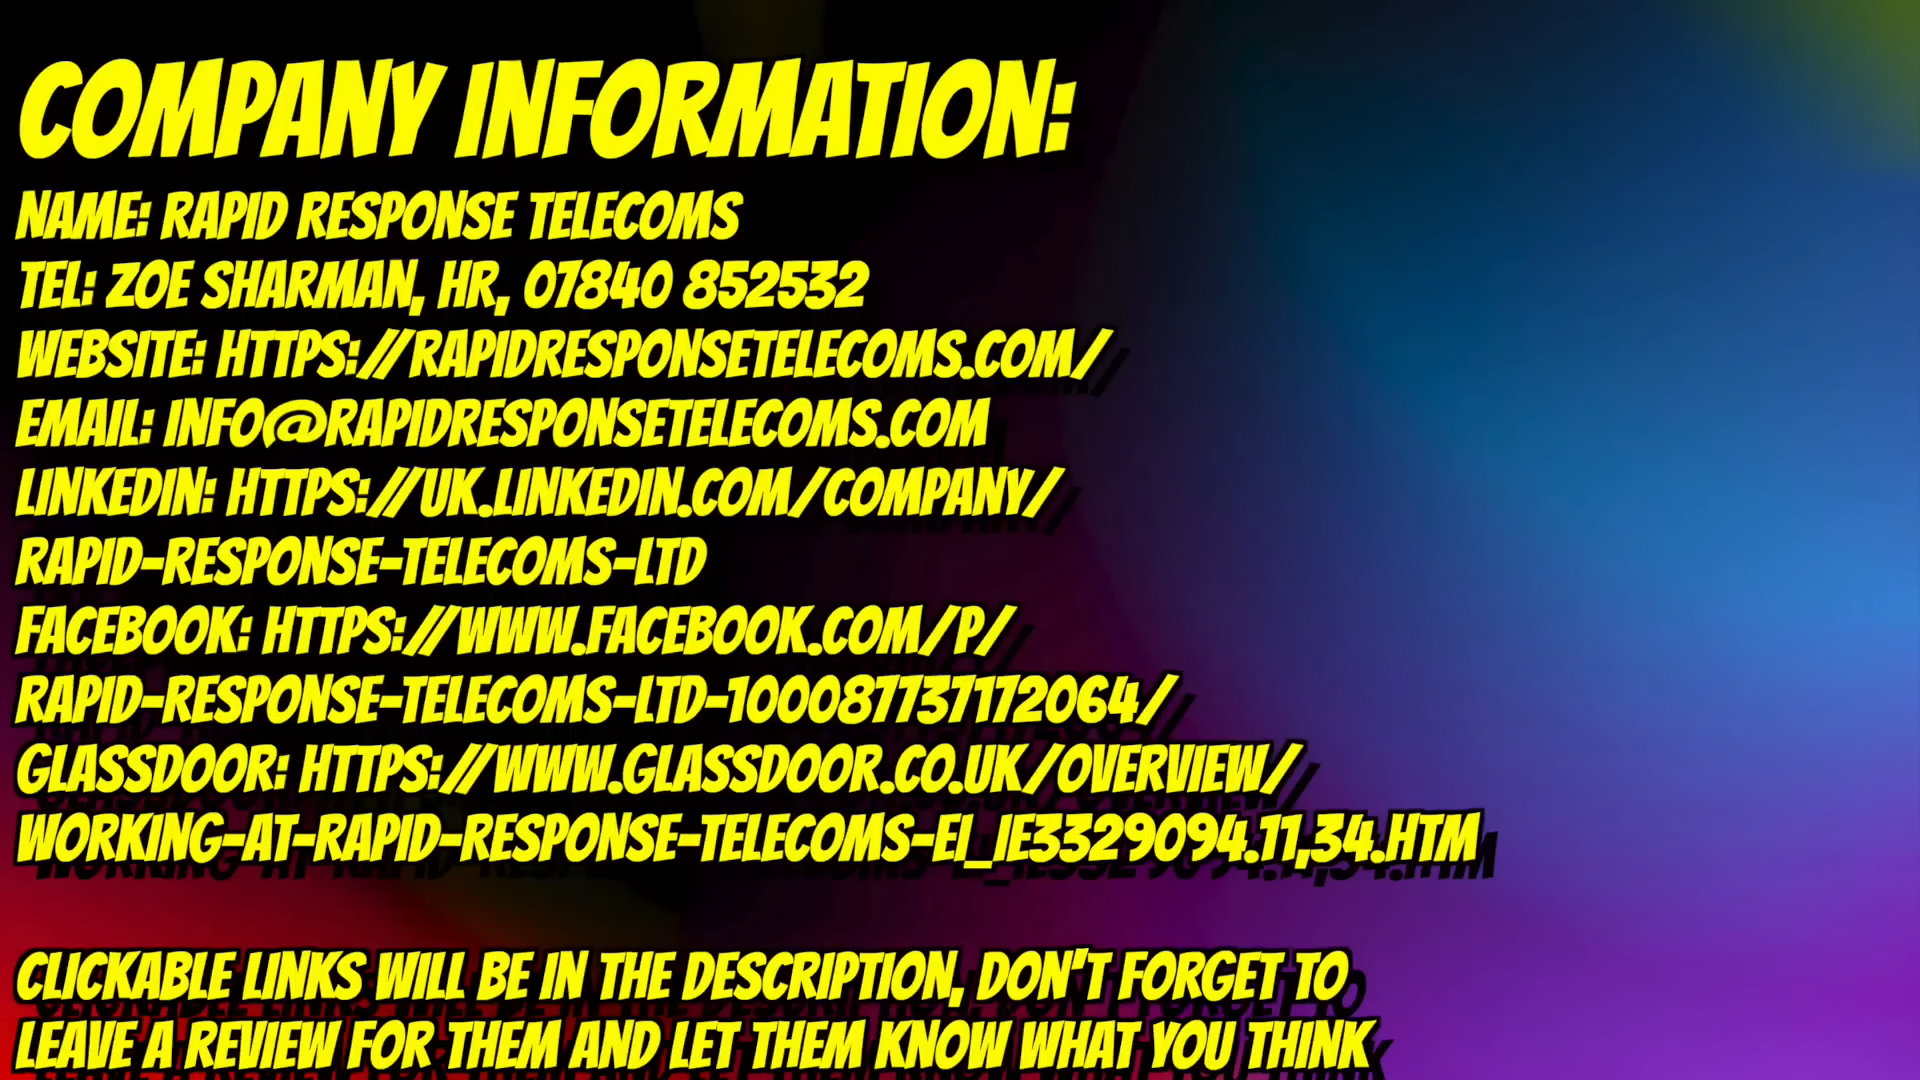 COMPANY INFORMATION:
NAME: RAPID RESPONSE TELECOMS
TEL: ZOE SHARMAN, HR, 07840 852532
WEBSITE: HTTPS://RAPIDRESPONSETELECOMS.COM/
EMAIL: INFO@RAPIDRESPONSETELECOMS.COM
LINKEDIN: HTTPS://UK.LINKEDIN.COM/COMPANY/
RAPID-RESPONSE-TELECOMS-LTD
FACEBOOK: HTTPS://WWW.FACEBOOK.COM/P/
RAPID-RESPONSE-TELECOMS-LTD-100087737172064/
GLASSDOOR: HTTPS://WWW.GLASSDOOR.CO.UK/OVERVIEW/
WORKING-AT-RAPID-RESPONSE-TELECOMS-EI_IE3329094.11,34.HTM
CLICKABLE LINKS WILL BE IN THE DESCRIPTION, DON'T FORGET TO
LEAVE A REVIEW FOR THEM AND LET THEM KNOW WHAT YOU THINK